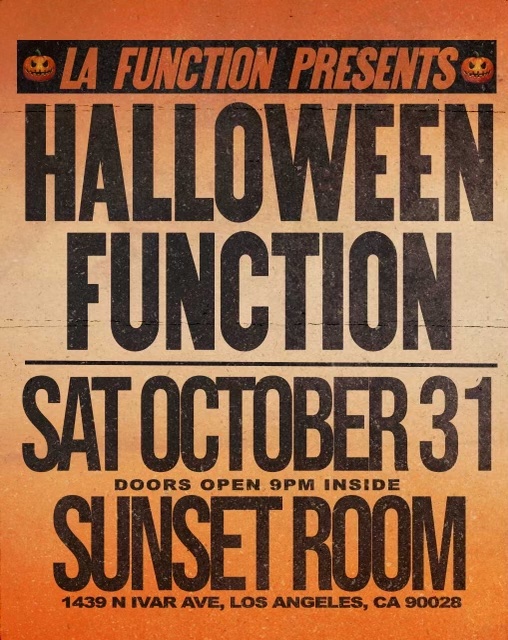 LA FUNCTION PRESENTS
HALLOWEEN
FUNCTION
SAT OCTOBER 31
DOORS OPEN 9PM INSIDE
SUNSET ROOM
1439 N IVAR AVE, LOS ANGELES, CA 90028